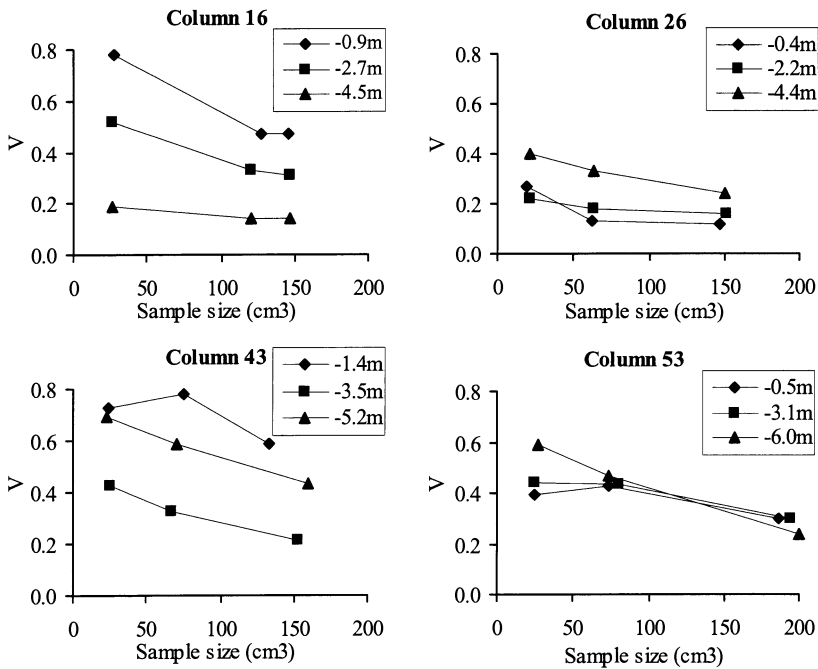 Column 16
-0.9m
-2.7m
-4.5m
V
0.8
0.6
0.4
0.2
0.0
0 50 100 150 200
Sample size (cm3)
Column 26
-0.4m
-2.2m
-4.4m
V
0.8
0.6
0.4
0.2
0.0
0 50 100 150 200
Sample size (cm3)
Column 43
-1.4m
-3.5m
-5.2m
V
0.8
0.6
0.4
0.2
0.0
0 50 100 150 200
Sample size (cm3)
Column 53
-0.5m
-3.1m
-6.0m
V
0.8
0.6
0.4
0.2
0.0
0 50 100 150 200
Sample size (cm3)